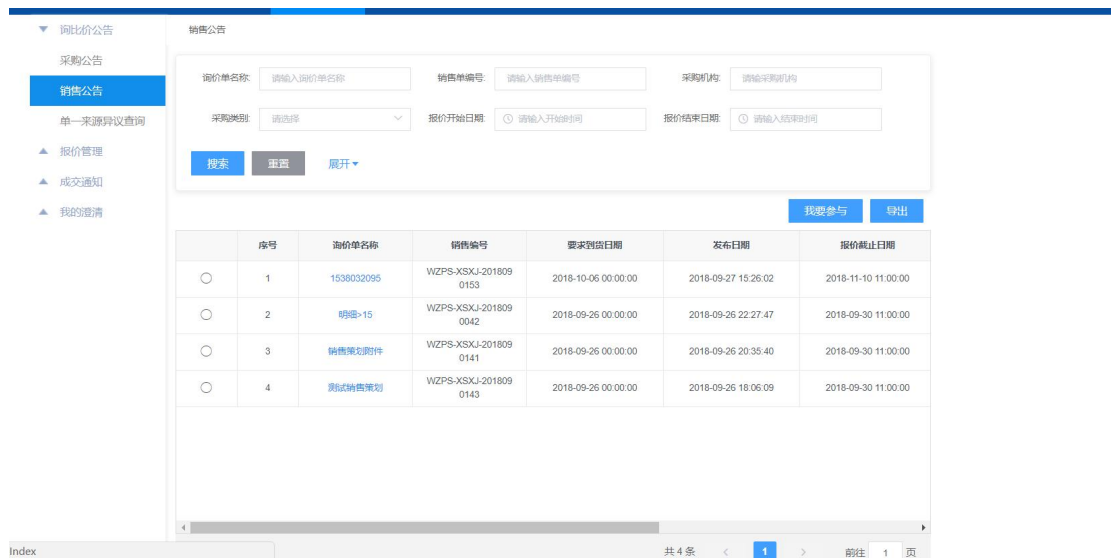 询比价公告
采购公告
销售公告
单一来源异议查询
报价管理
成交通知
我的澄清
销售公告
询价单名称: 请输入询价单名称 销售单编号: 请输入销售单编号 采购机构: 请输采购机构
采购类别: 请选择 报价开始日期: 请输入开始时间 报价结束日期: 请输入结束时间
搜索 重置 展开
我要参与 导出
序号 询价单名称 销售编号 要求到货日期 发布日期 报价截止日期
1 1538032095 WZPS-XSXJ-201809 2018-10-06 00:00:00 2018-09-27 15:26:02 2018-11-10 11:00:00
0153
2 明细>15 WZPS-XSXJ-201809 2018-09-26 00:00:00 2018-09-26 22:27:47 2018-09-30 11:00:00
0042
3 销售策划附件 WZPS-XSXJ-201809 2018-09-26 00:00:00 2018-09-26 20:35:40 2018-09-30 11:00:00
0141
4 测试销售策划 WZPS-XSXJ-201809 2018-09-26 00:00:00 2018-09-26 18:06:09 2018-09-30 11:00:00
0143
Index 共 4 条 < 1 > 前往 1 页